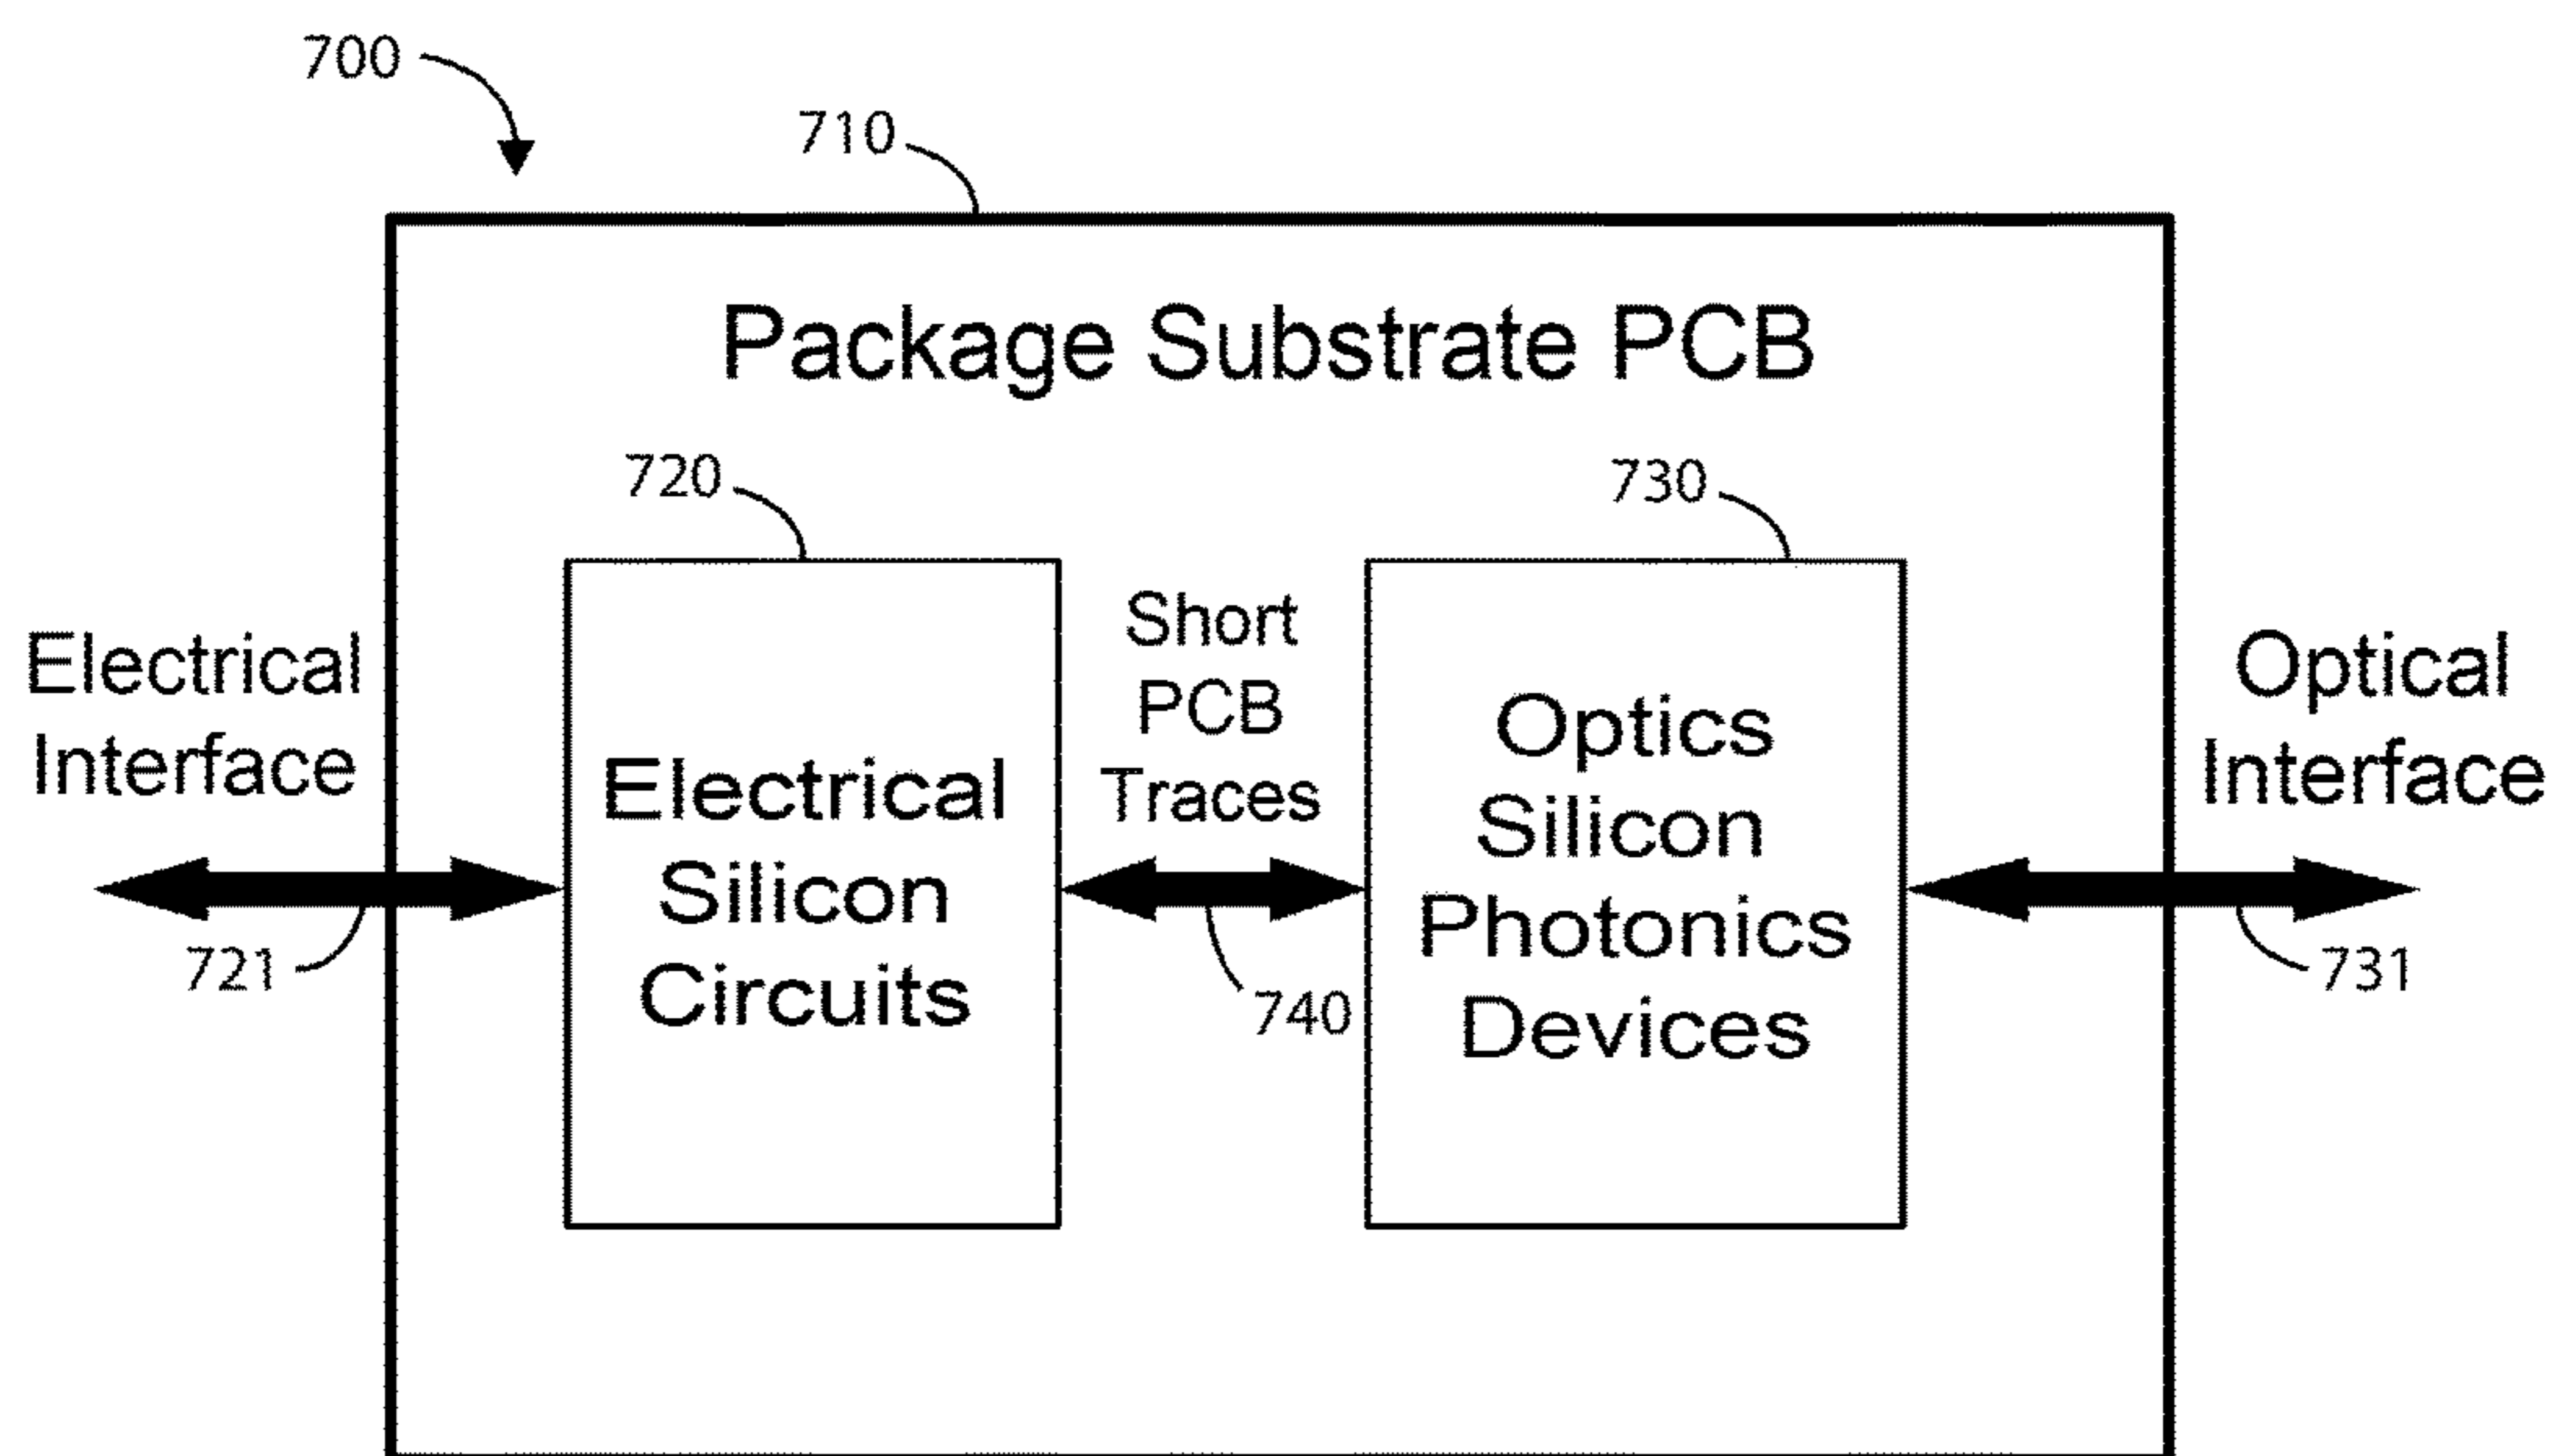 700
710
Package Substrate PCB
720
730
Electrical
Interface
721
Electrical
Silicon
Circuits
Short
PCB
Traces
740
Optics
Silicon
Photonics
Devices
Optical
Interface
731